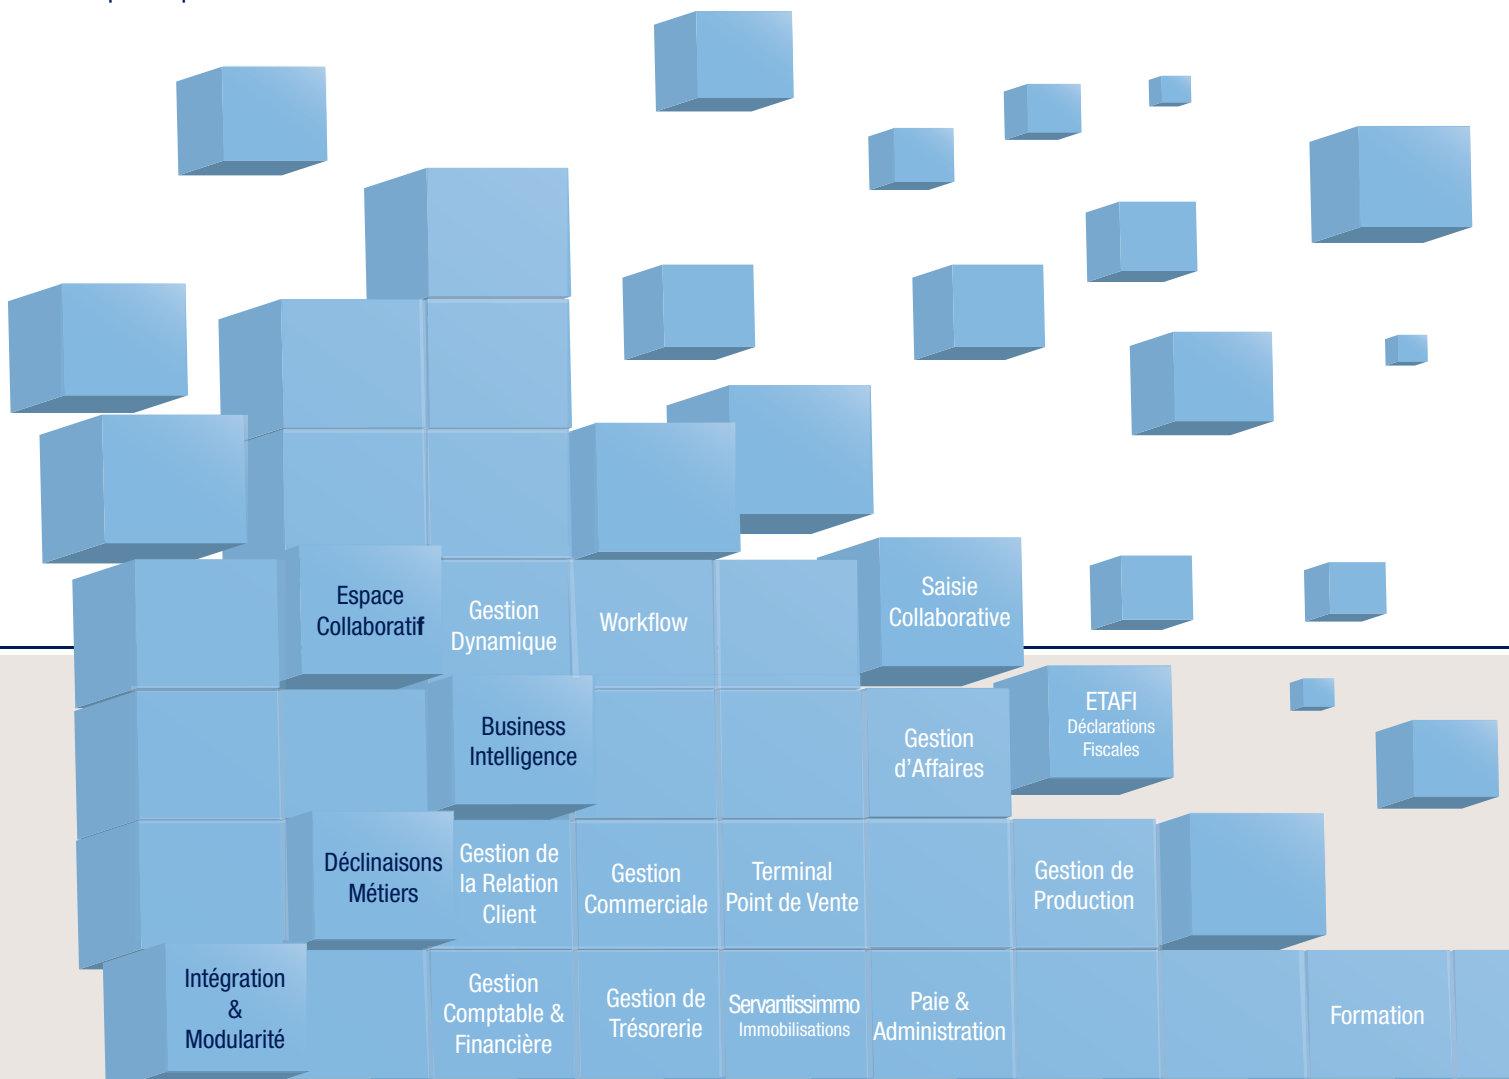 Espace
Collaboratif
Gestion
Dynamique
Workflow
Saisie
Collaborative
Business
Intelligence
Gestion
d'Affaires
ETAFI
Déclarations
Fiscales
Déclinaisons
Métiers
Gestion de
la Relation
Client
Gestion
Commerciale
Terminal
Point de Vente
Gestion de
Production
Intégration
&
Modularité
Gestion
Comptable &
Financière
Gestion de
Trésorerie
Servantissimmo
Immobilisations
Paie &
Administration
Formation